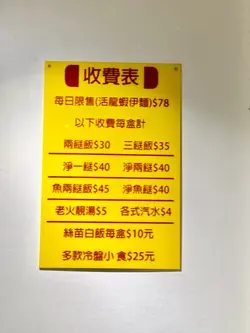 收費表
每日限售(活龍蝦伊麵)$78
以下收費每盒計
兩餸飯$30 三餸飯$35
淨一餸$40 淨兩餸$40
魚兩餸飯$45 淨魚餸$40
老火靚湯$5 各式汽水$4
絲苗白飯每盒$10元
多款冷盤小食$25元